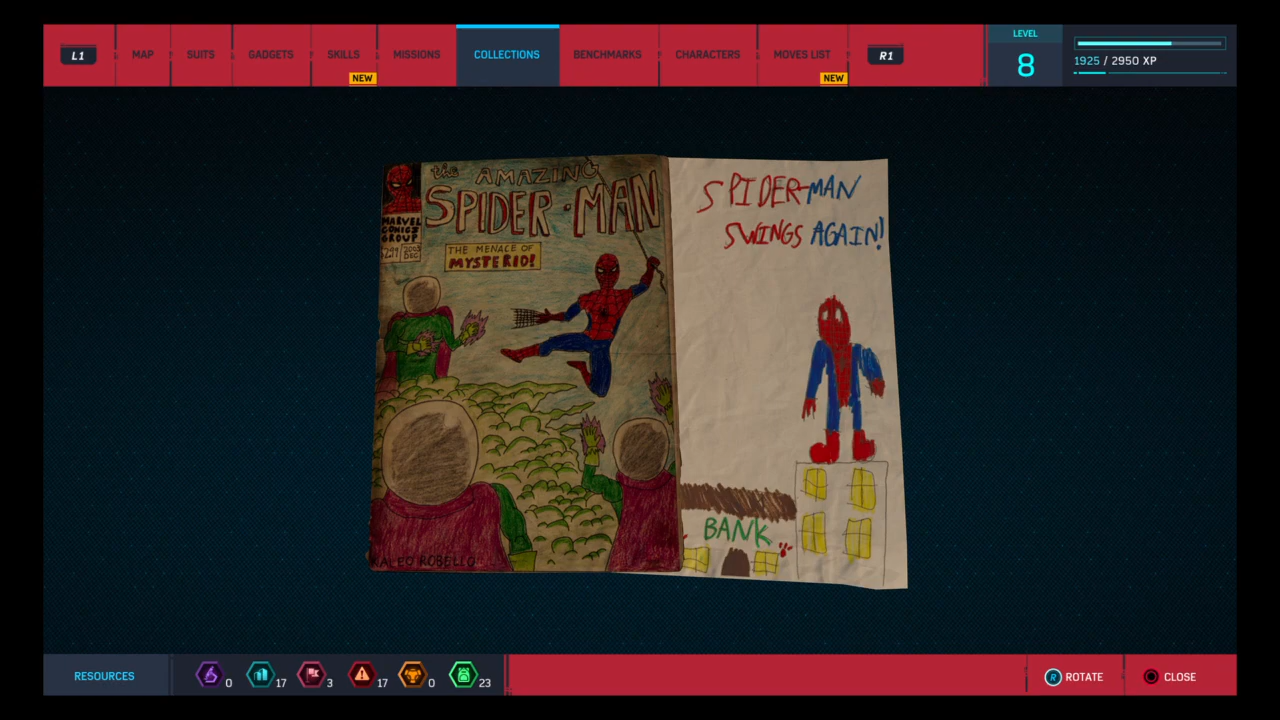 L1
MAP
SUITS
GADGETS
SKILLS
MISSIONS
COLLECTIONS
BENCHMARKS
CHARACTERS
MOVES LIST
R1
NEW
NEW
LEVEL
8
1925 / 2950 XP
the AMAZING
SPIDER-MAN
MARVEL
COMICS
GROUP
THE MENACE OF
MYSTERIO!
KALEO ROBELLO
SPIDER-MAN
SWINGS AGAIN!
BANK
RESOURCES
0
17
3
17
0
23
R ROTATE
CLOSE